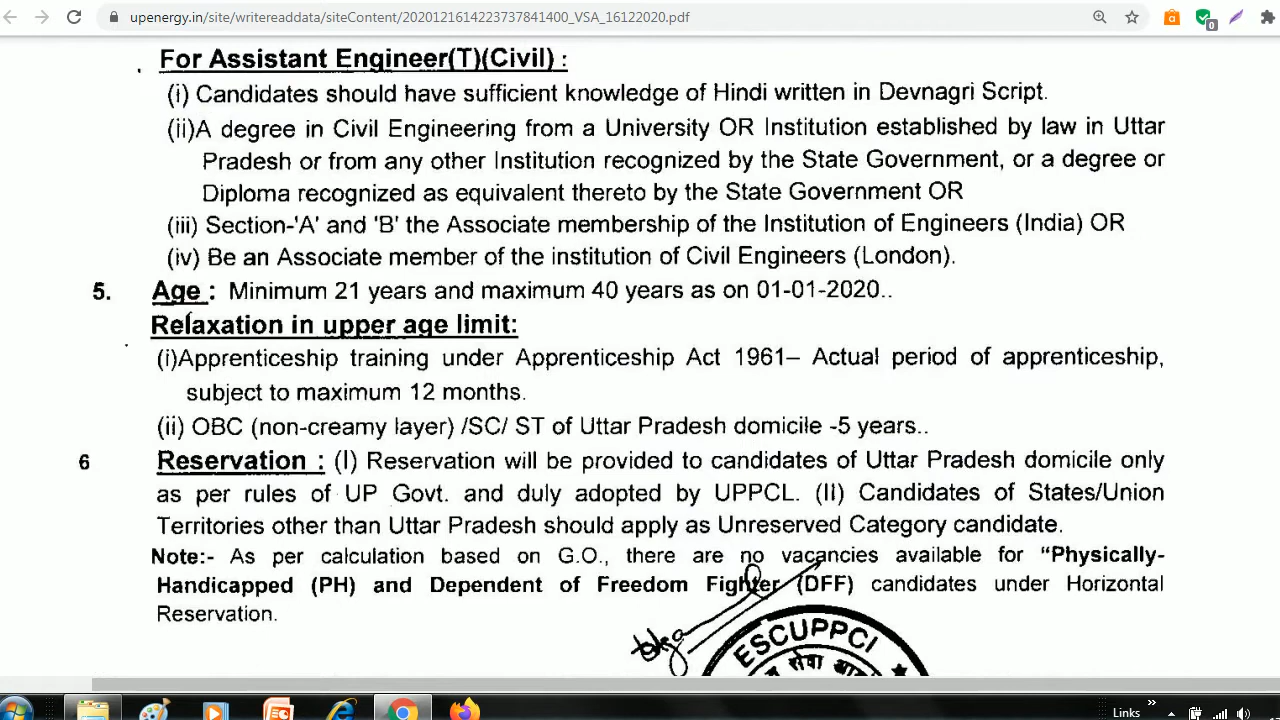 upenergy.in/site/writereaddata/siteContent/202012161422373784​1400_VSA_16122020.pdf
0
For Assistant Engineer(T)(Civil) :
(i) Candidates should have sufficient knowledge of Hindi written in Devnagri Script.
(ii)A degree in Civil Engineering from a University OR Institution established by law in Uttar
Pradesh or from any other Institution recognized by the State Government, or a degree or
Diploma recognized as equivalent thereto by the State Government OR
(iii) Section-'A' and 'B' the Associate membership of the Institution of Engineers (India) OR
(iv) Be an Associate member of the institution of Civil Engineers (London).
5. Age : Minimum 21 years and maximum 40 years as on 01-01-2020..
Relaxation in upper age limit:
(i)Apprenticeship training under Apprenticeship Act 1961– Actual period of apprenticeship,
subject to maximum 12 months.
(ii) OBC (non-creamy layer) /SC/ ST of Uttar Pradesh domicile -5 years..
6 Reservation : (I) Reservation will be provided to candidates of Uttar Pradesh domicile only
as per rules of UP Govt. and duly adopted by UPPCL. (II) Candidates of States/Union
Territories other than Uttar Pradesh should apply as Unreserved Category candidate.
Note:- As per calculation based on G.O., there are no vacancies available for "Physically-
Handicapped (PH) and Dependent of Freedom Fighter (DFF) candidates under Horizontal
Reservation.
ESCUPPCl
सेवा
Links »